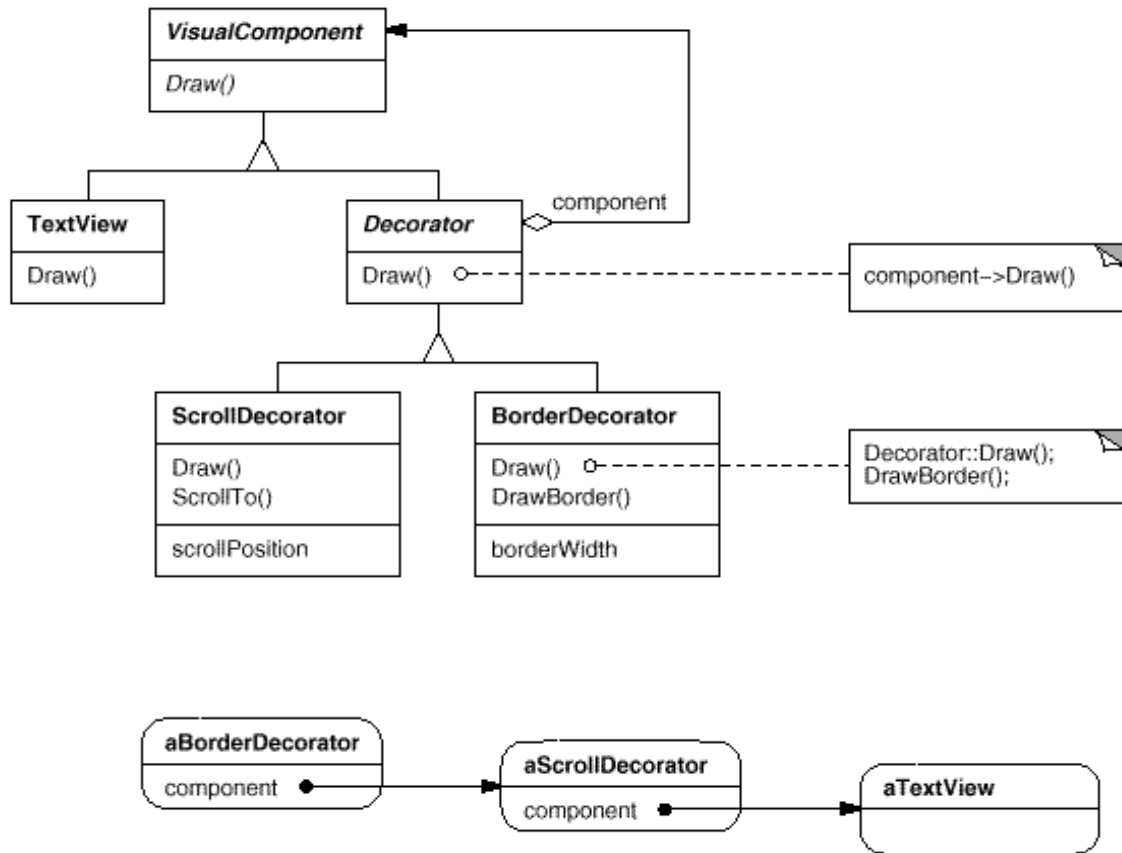 VisualComponent
Draw()
component
TextView
Draw()
Decorator
Draw()
component–>Draw()
ScrollDecorator
Draw()
ScrollTo()
scrollPosition
BorderDecorator
Draw()
DrawBorder()
borderWidth
Decorator::Draw();
DrawBorder();
aBorderDecorator
component
aScrollDecorator
component
aTextView